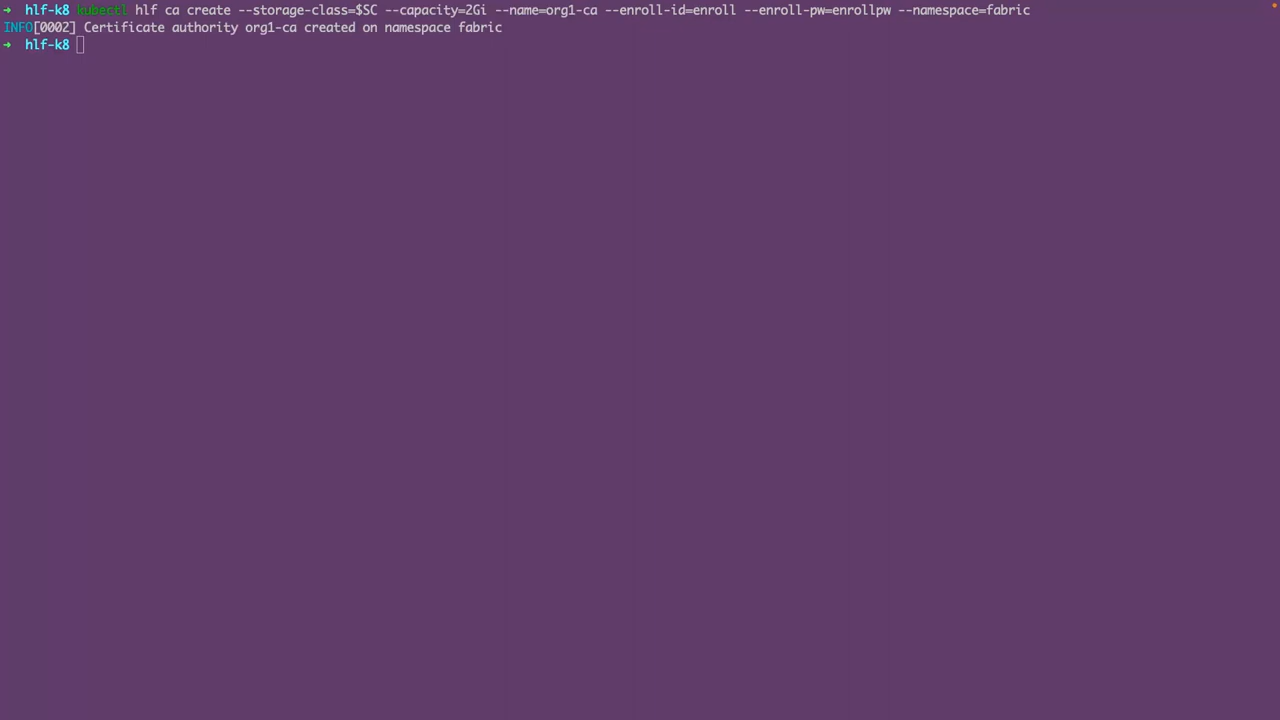 ➜  hlf-k8 kubectl hlf ca create --storage-class=$SC --capacity=2Gi --name=org1-ca --enroll-id=enroll --enroll-pw=enrollpw --namespace=fabric
INFO[0002] Certificate authority org1-ca created on namespace fabric
➜  hlf-k8